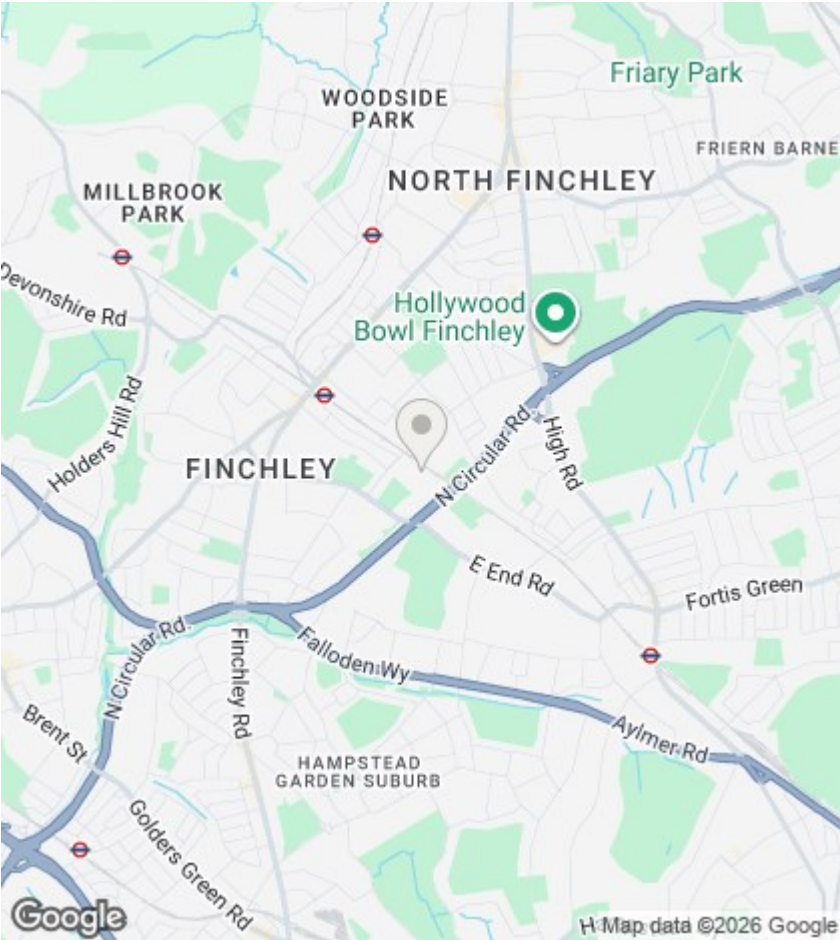 Friary Park
WOODSIDE
PARK
FRIERN BARNE
NORTH FINCHLEY
MILLBROOK
PARK
Devonshire Rd
Hollywood
Bowl Finchley
Holders Hill Rd
N Circular Rd
High Rd
FINCHLEY
E End Rd
Fortis Green
N Circular Rd
Finchley Rd
Falloden Wy
Brent St
Aylmer Rd
HAMPSTEAD
GARDEN SUBURB
Golders Green Rd
Google
Map data ©2026 Google